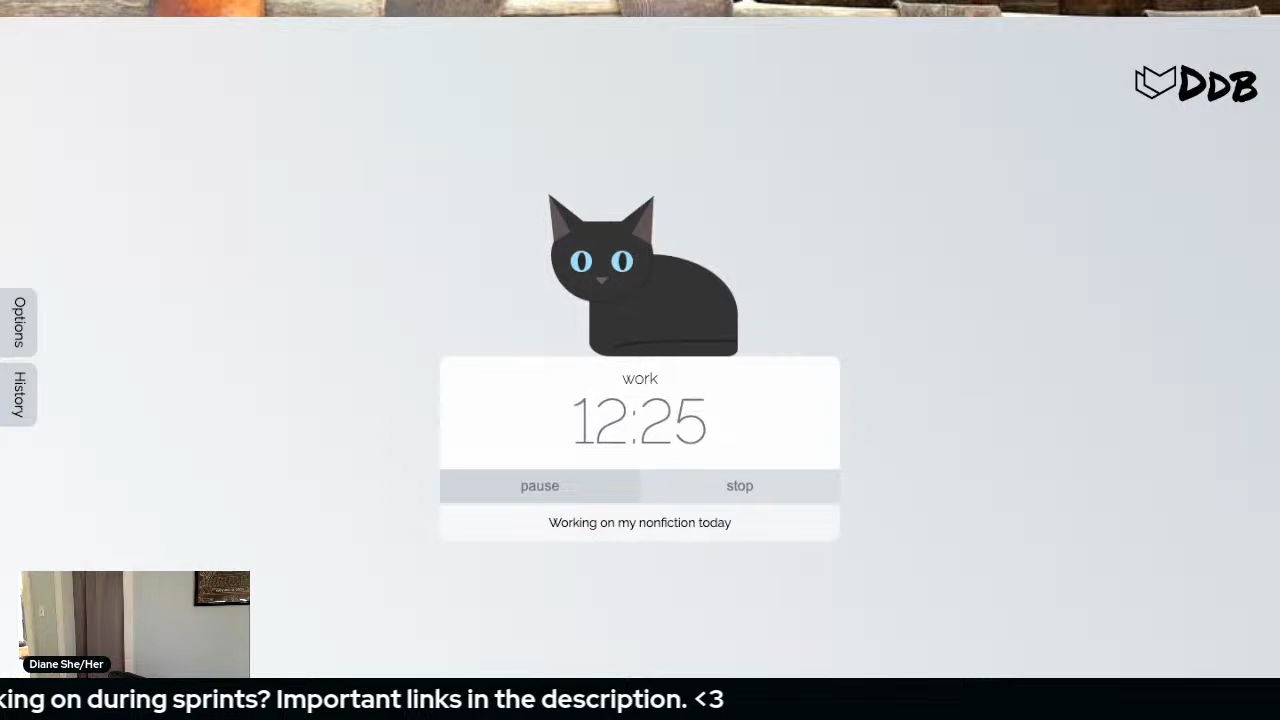 DDB
Options
History
work
12:25
pause
stop
Working on my nonfiction today
Diane She/Her
king on during sprints? Important links in the description. <3